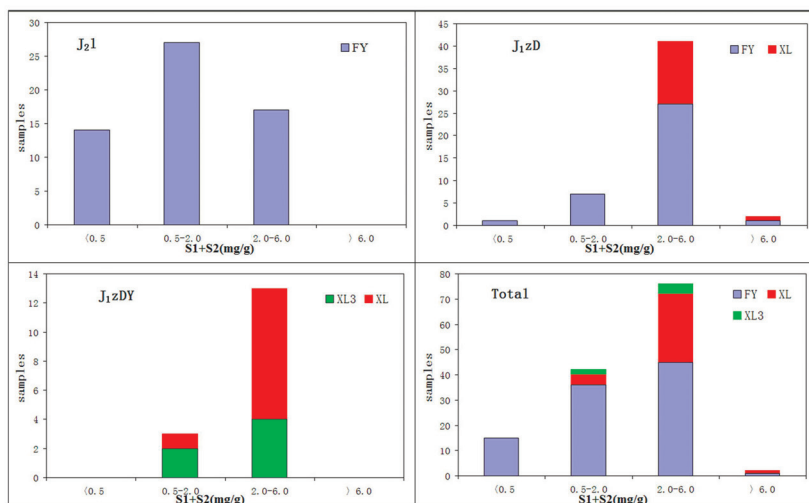 J₂l
FY
30
25
20
15
10
5
0
samples
<0.5 0.5-2.0 2.0-6.0 > 6.0
S1+S2(mg/g)
J₁zD
FY XL
45
40
35
30
25
20
15
10
5
0
samples
<0.5 0.5-2.0 2.0-6.0 > 6.0
S1+S2(mg/g)
J₁zDY
XL3 XL
14
12
10
8
6
4
2
0
samples
<0.5 0.5-2.0 2.0-6.0 > 6.0
S1+S2(mg/g)
Total
FY XL
XL3
80
70
60
50
40
30
20
10
0
samples
<0.5 0.5-2.0 2.0-6.0 > 6.0
S1+S2(mg/g)